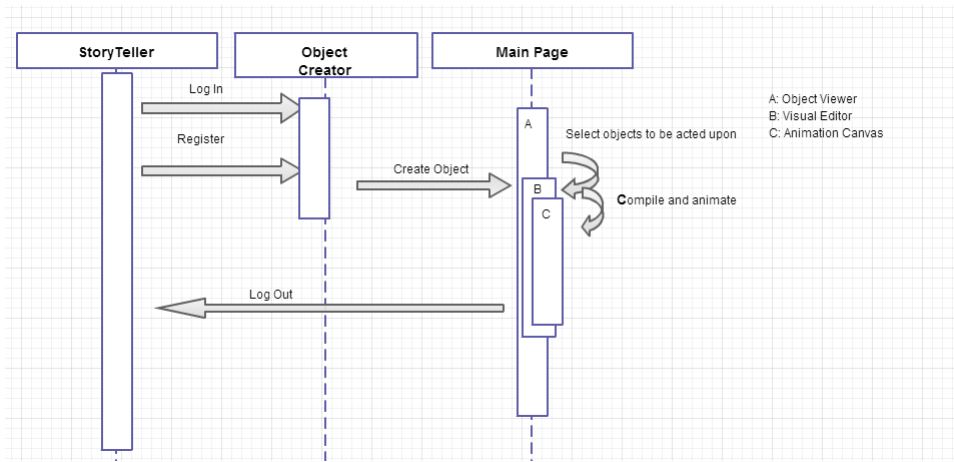 StoryTeller
Object
Creator
Main Page
Log In
Register
Create Object
A
Select objects to be acted upon
B
Compile and animate
C
Log Out
A: Object Viewer
B: Visual Editor
C: Animation Canvas